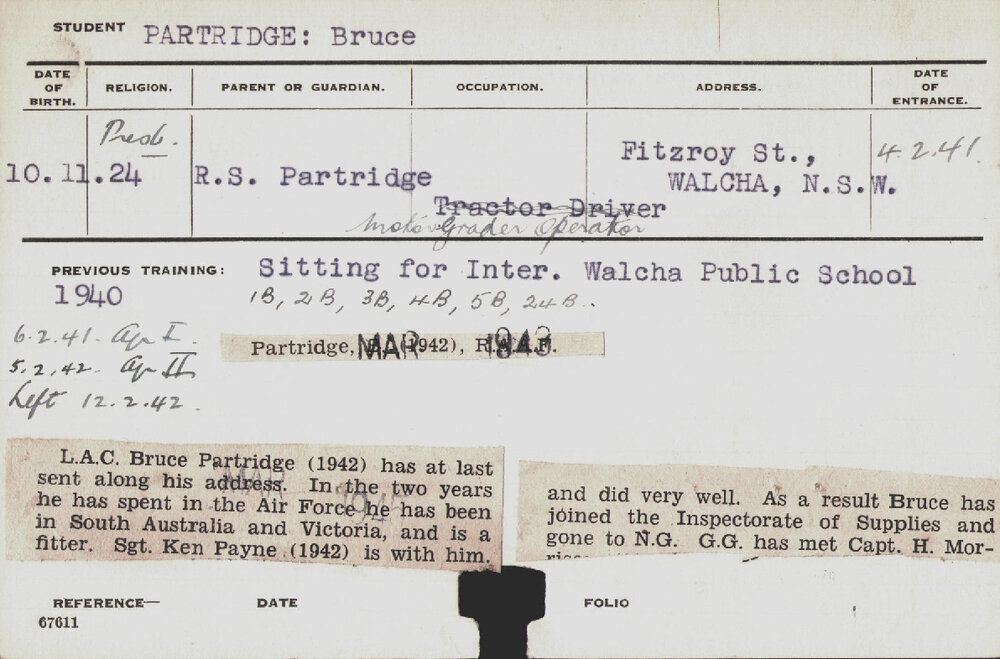 STUDENT PARTRIDGE: Bruce
DATE OF BIRTH. RELIGION. PARENT OR GUARDIAN. OCCUPATION. ADDRESS. DATE OF ENTRANCE.
Presb.
10.11.24 R.S. Partridge Fitzroy St., 4.2.41.
WALCHA, N.S.W.
Tractor Driver
Motor Grader Operator
PREVIOUS TRAINING: Sitting for Inter. Walcha Public School
1940 1B, 2B, 3B, 4B, 5B, 24B.
6.2.41. Agr I.
5.2.42. Agr II
Left 12.2.42.
Partridge, (1942), R.A.A.F.
MAR 1943
L.A.C. Bruce Partridge (1942) has at last
sent along his address. In the two years
he has spent in the Air Force he has been
in South Australia and Victoria, and is a
fitter. Sgt. Ken Payne (1942) is with him.
MAR
and did very well. As a result Bruce has
joined the Inspectorate of Supplies and
gone to N.G. G.G. has met Capt. H. Mor-
REFERENCE— DATE FOLIO
67611